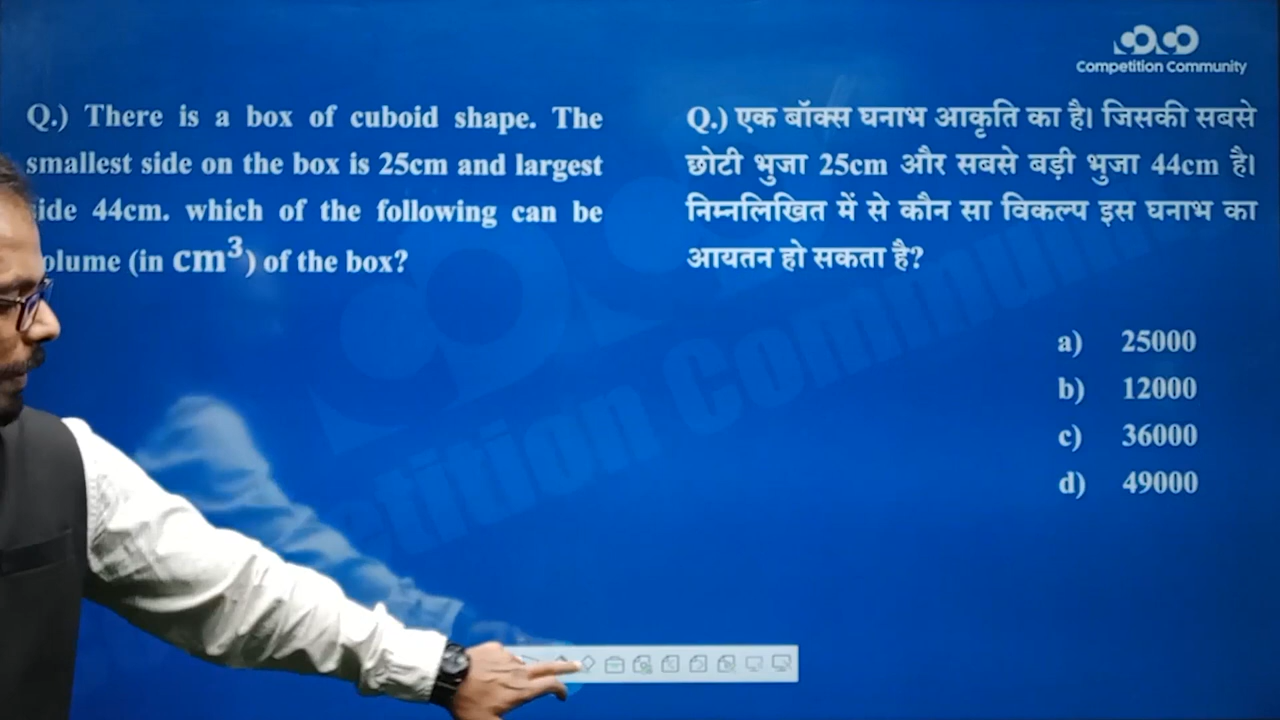 Competition Community
Q.) There is a box of cuboid shape. The
smallest side on the box is 25cm and largest
ide 44cm. which of the following can be
olume (in cm³) of the box?
Q.) एक बॉक्स घनाभ आकृति का है। जिसकी सबसे
छोटी भुजा 25cm और सबसे बड़ी भुजा 44cm है।
निम्नलिखित में से कौन सा विकल्प इस घनाभ का
आयतन हो सकता है?
a) 25000
b) 12000
c) 36000
d) 49000